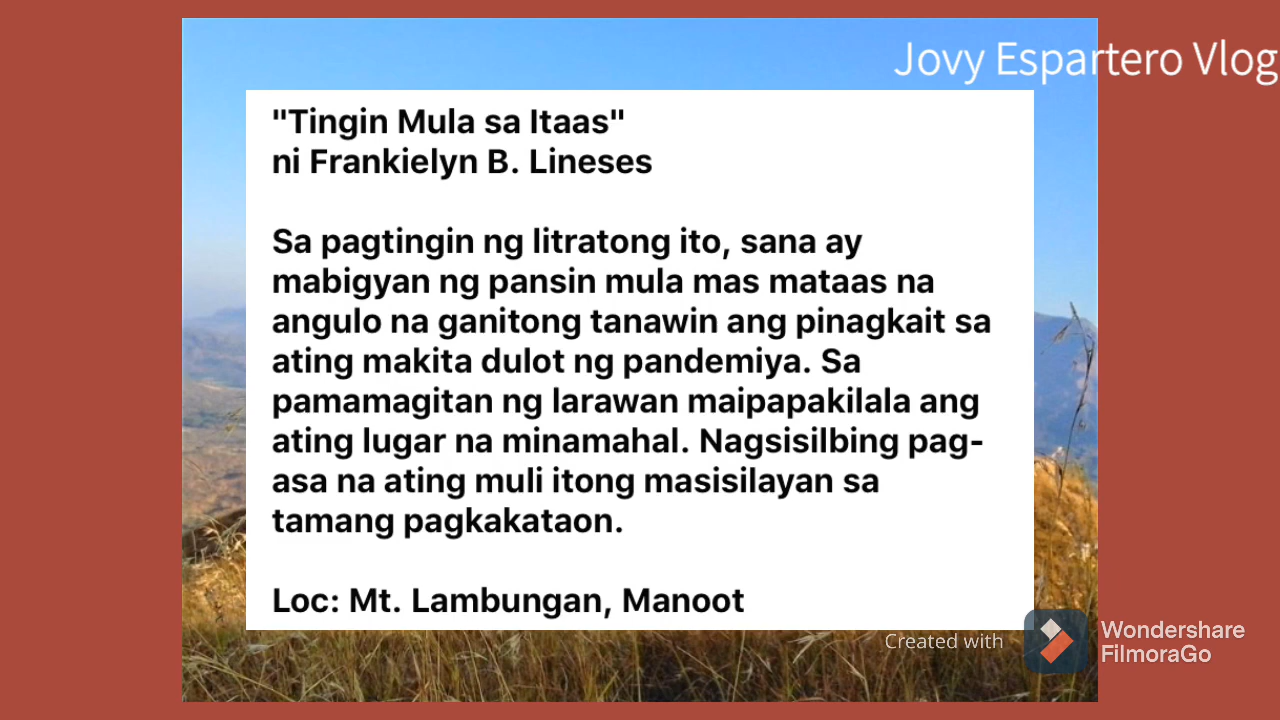 Jovy Espartero Vlog
"Tingin Mula sa Itaas"
ni Frankielyn B. Lineses
Sa pagtingin ng litratong ito, sana ay
mabigyan ng pansin mula mas mataas na
angulo na ganitong tanawin ang pinagkait sa
ating makita dulot ng pandemiya. Sa
pamamagitan ng larawan maipapakilala ang
ating lugar na minamahal. Nagsisilbing pag-
asa na ating muli itong masisilayan sa
tamang pagkakataon.
Loc: Mt. Lambungan, Manoot
Created with
Wondershare
FilmoraGo